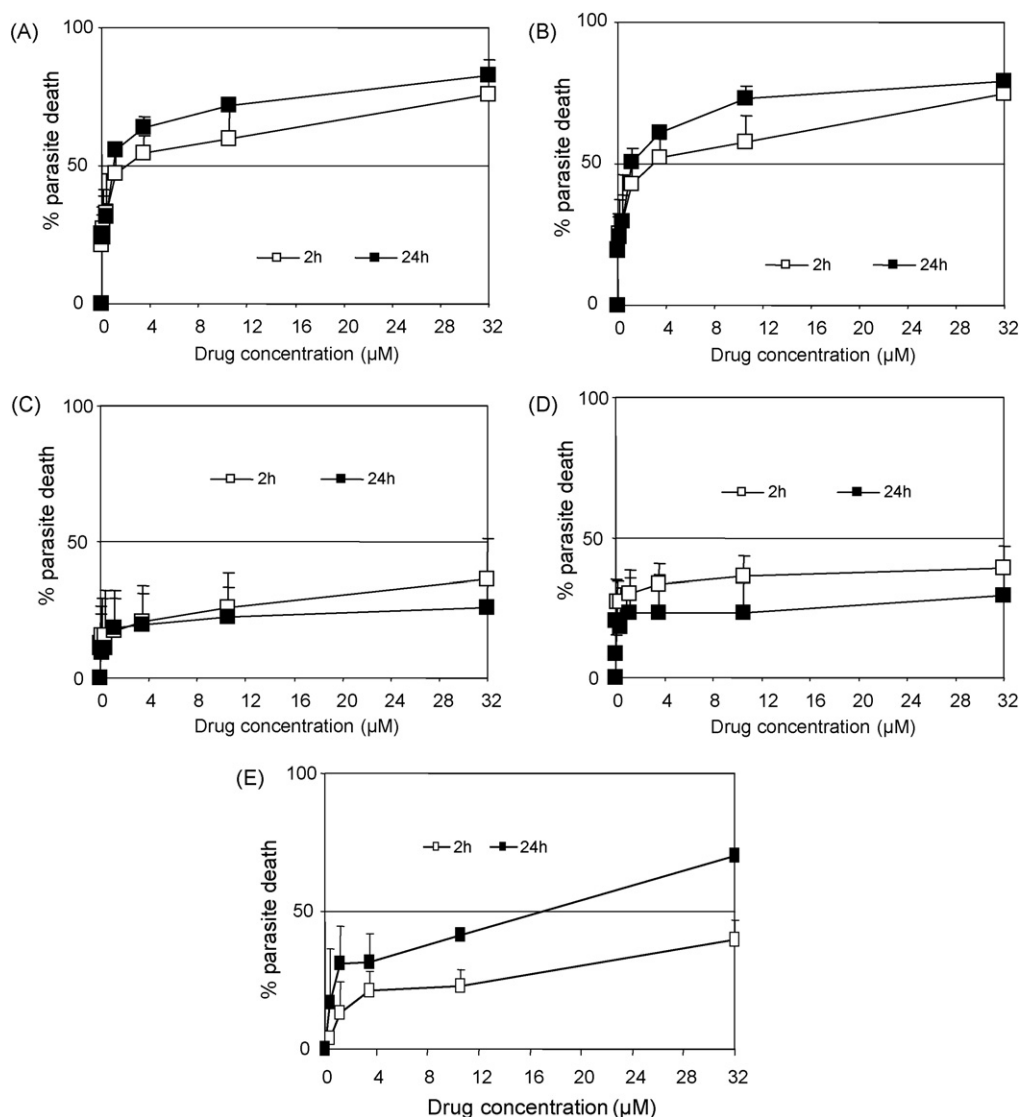 (A)
% parasite death
100
50
0
2h 24h
0 4 8 12 16 20 24 28 32
Drug concentration (µM)
(B)
% parasite death
100
50
0
2h 24h
0 4 8 12 16 20 24 28 32
Drug concentration (µM)
(C)
% parasite death
100
50
0
2h 24h
0 4 8 12 16 20 24 28 32
Drug concentration (µM)
(D)
% parasite death
100
50
0
2h 24h
0 4 8 12 16 20 24 28 32
Drug concentration (µM)
(E)
% parasite death
100
50
0
2h 24h
0 4 8 12 16 20 24 28 32
Drug concentration (µM)